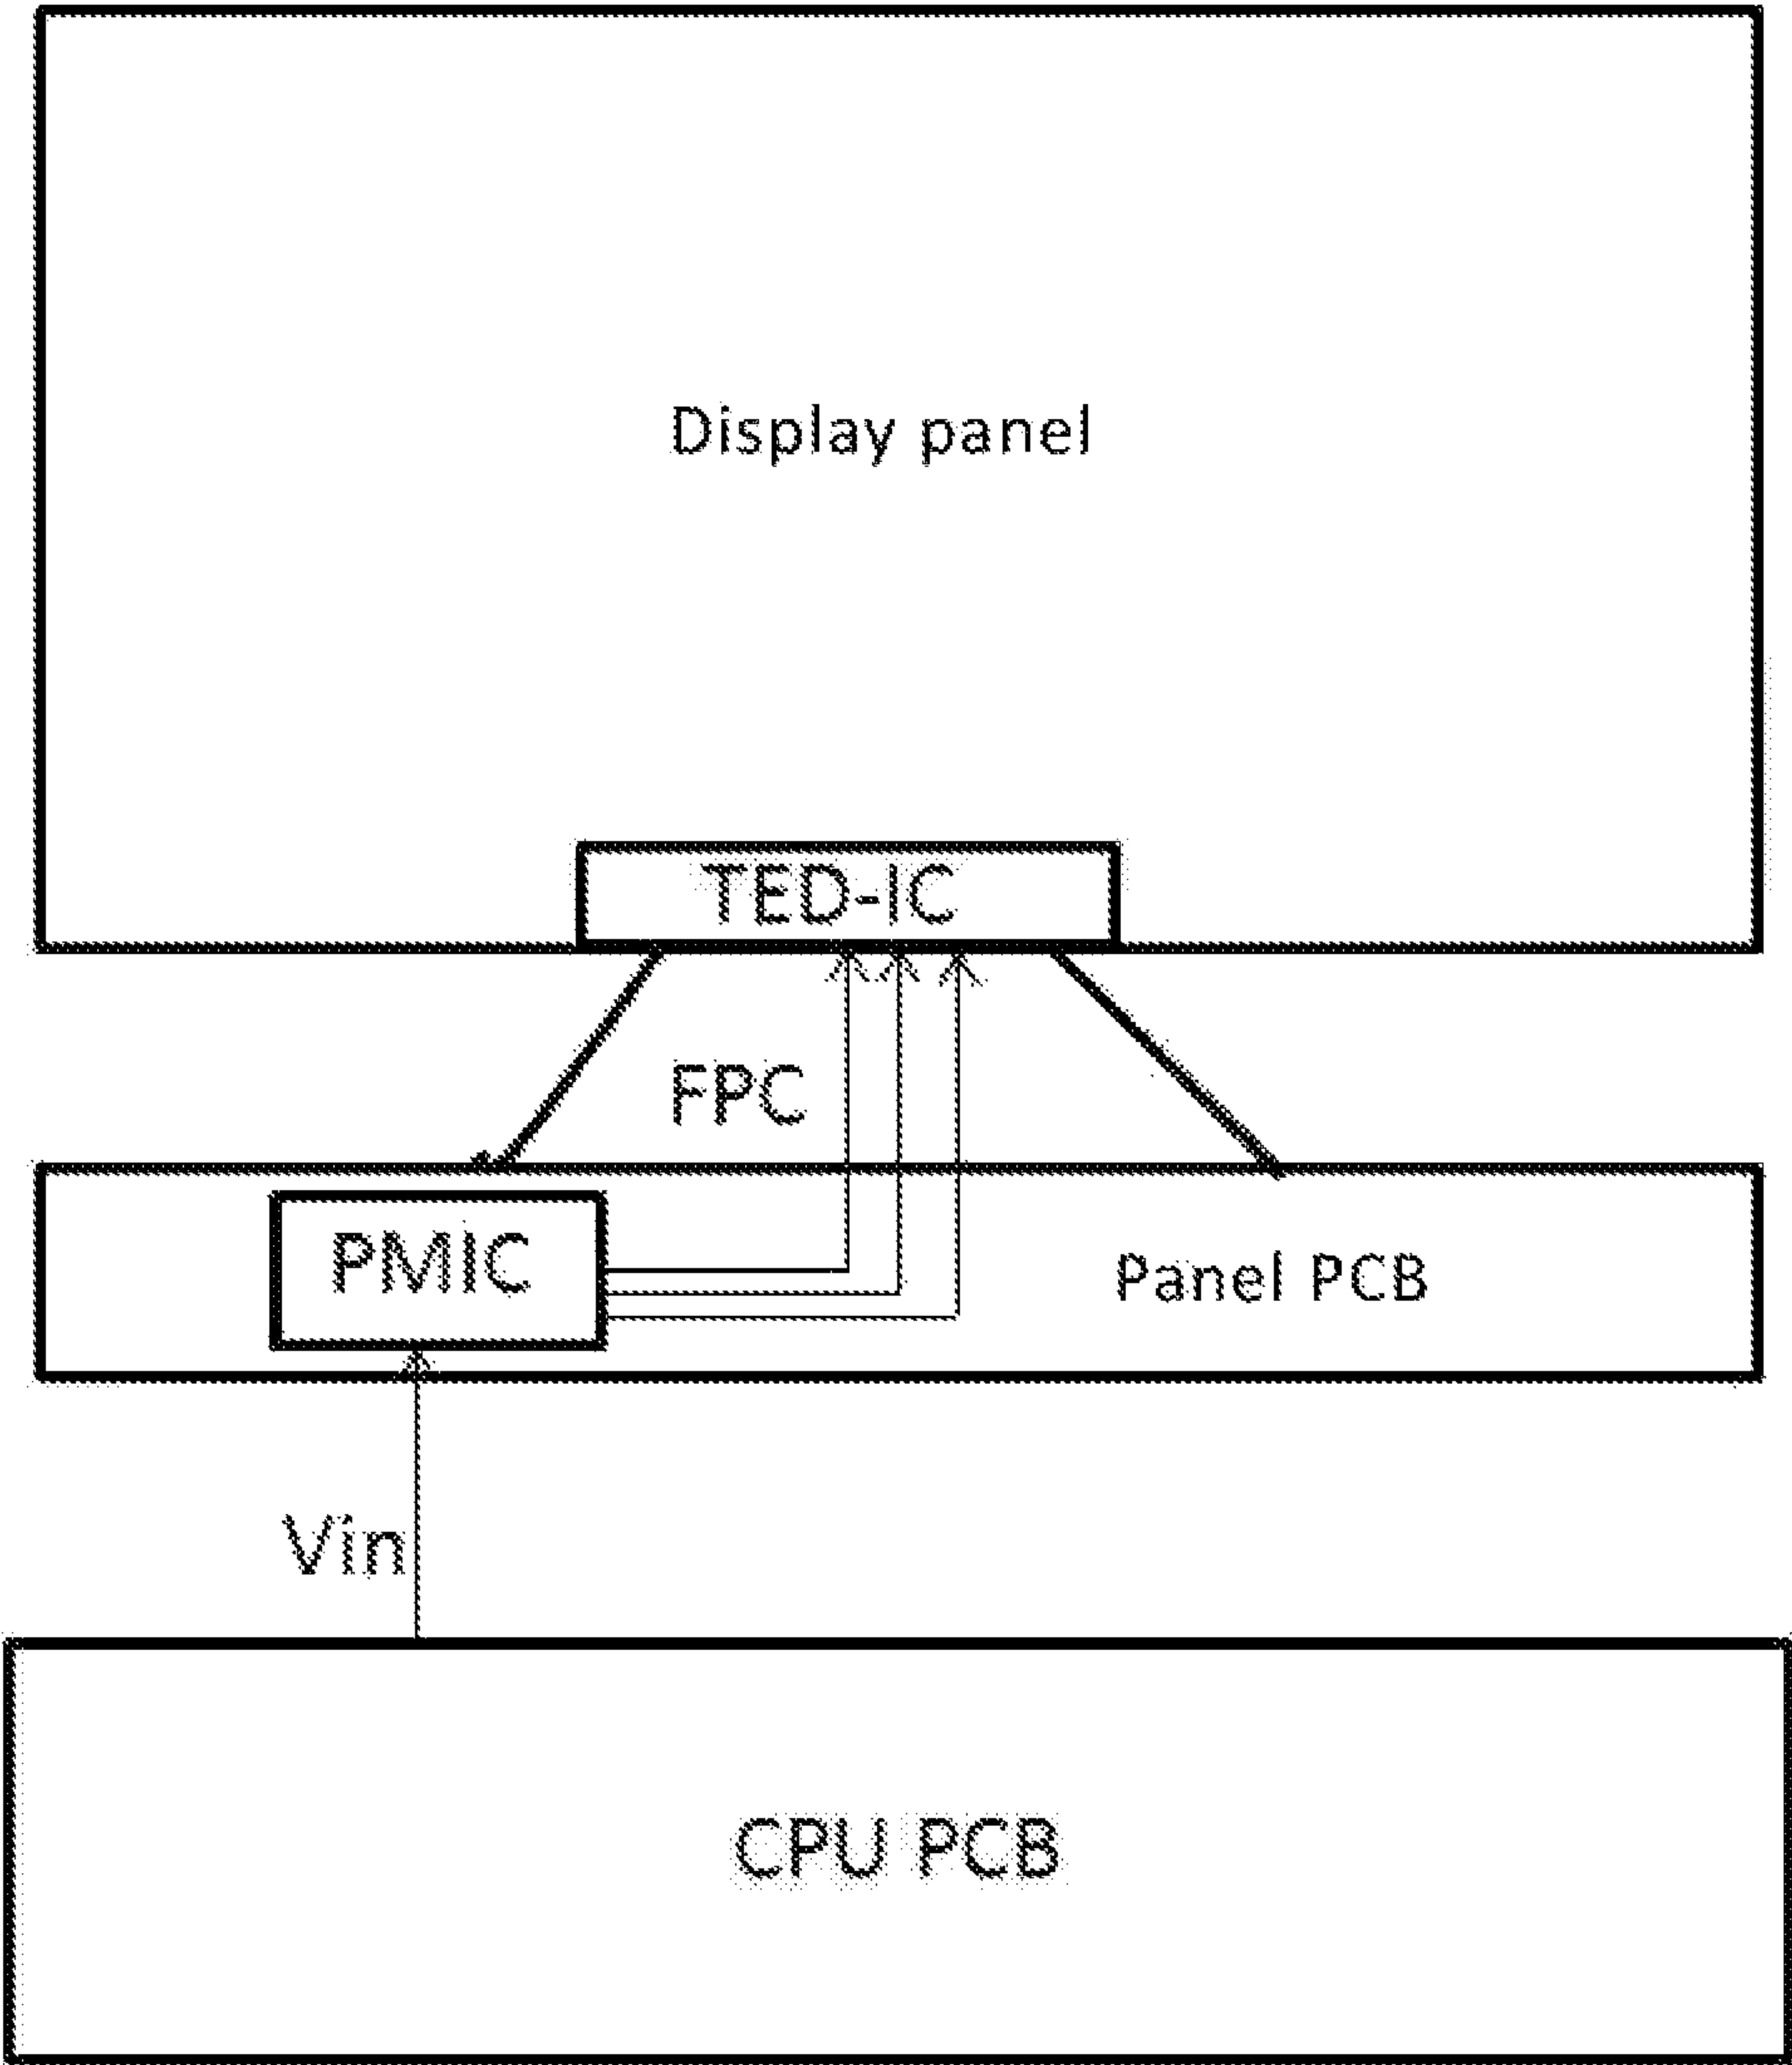 Display panel
TED-IC
FPC
PMIC
Panel PCB
Vin
CPU PCB